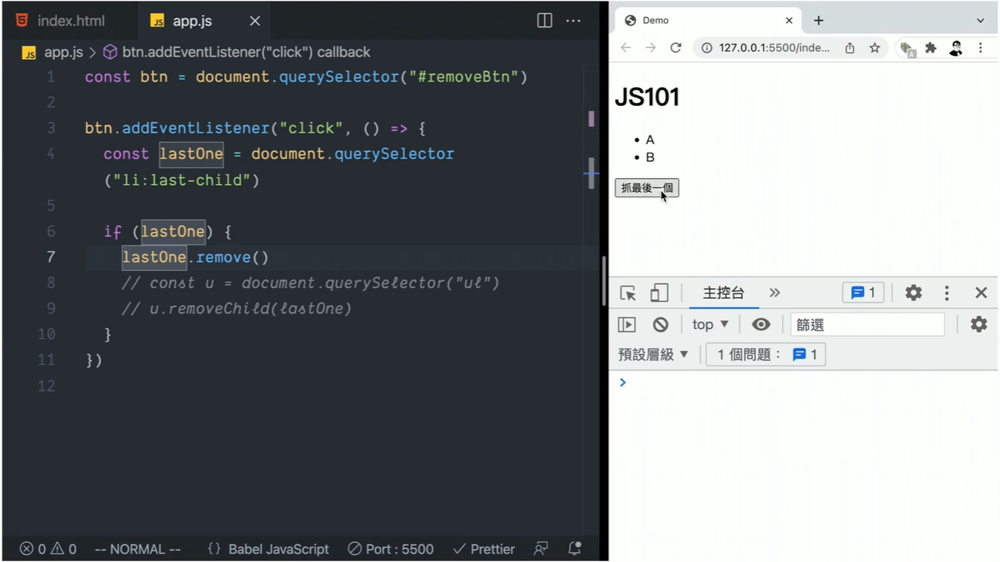 index.html
JS app.js
JS app.js > btn.addEventListener("click") callback
1 const btn = document.querySelector("#removeBtn")
2
3 btn.addEventListener("click", () => {
4 const lastOne = document.querySelector
("li:last-child")
5
6 if (lastOne) {
7 lastOne.remove()
8 // const u = document.querySelector("ul")
9 // u.removeChild(lastOne)
10 }
11 })
12
0 0 -- NORMAL -- {} Babel JavaScript Port : 5500 Prettier
Demo
127.0.0.1:5500/inde...
JS101
• A
• B
抓最後一個
主控台 1
top 篩選
預設層級 1 個問題： 1